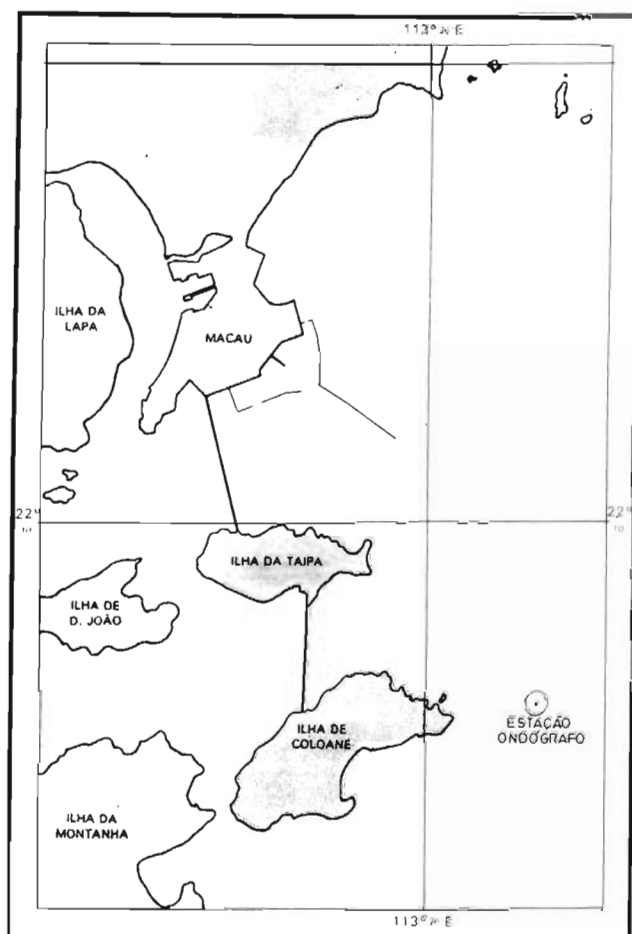 113° E
ILHA DA
LAPA
MACAU
22°
22°
10
ILHA DA TAIPA
ILHA DE
D. JOÃO
ILHA DE
COLOANE
ESTAÇÃO
ONDÓGRAFO
ILHA DA
MONTANHA
113° E